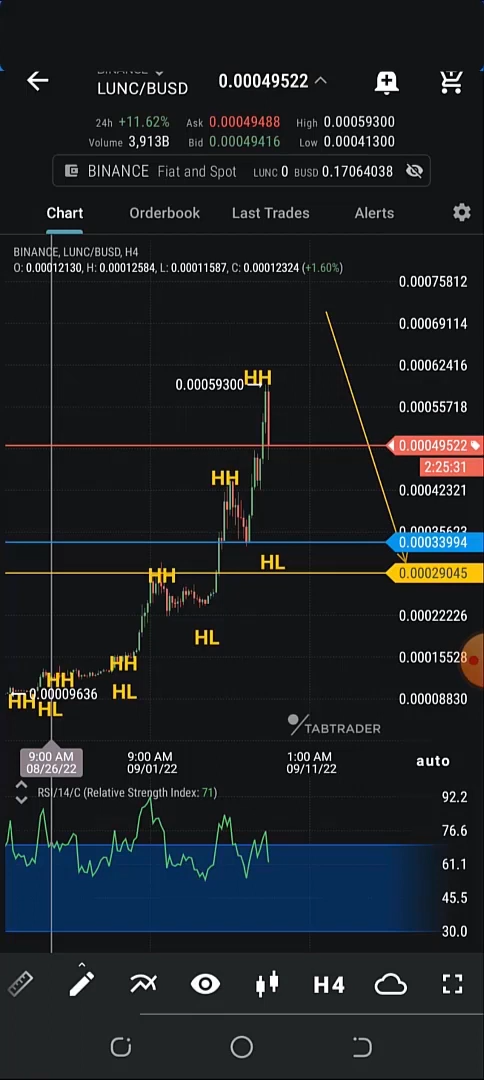 LUNC/BUSD 0.00049522
24h +11.62% Ask 0.00049488 High 0.00059300
Volume 3,913B Bid 0.00049416 Low 0.00041300
BINANCE Fiat and Spot LUNC 0 BUSD 0.17064038
Chart Orderbook Last Trades Alerts
BINANCE, LUNC/BUSD, H4
O: 0.00012130, H: 0.00012584, L: 0.00011587, C: 0.00012324 (+1.60%)
0.00075812
0.00069114
0.00062416
HH
0.00059300
0.00055718
0.00049522
2:25:31
HH
0.00042321
0.00035623
0.00033994
HL
HH
0.00029045
0.00022226
HL
0.00015528
HH
HH
HL
0.00009636
0.00008830
HH
HL
TABTRADER
9:00 AM
08/26/22
9:00 AM
09/01/22
1:00 AM
09/11/22
auto
RSI/14/C (Relative Strength Index: 71)
92.2
76.6
61.1
45.5
30.0
H4